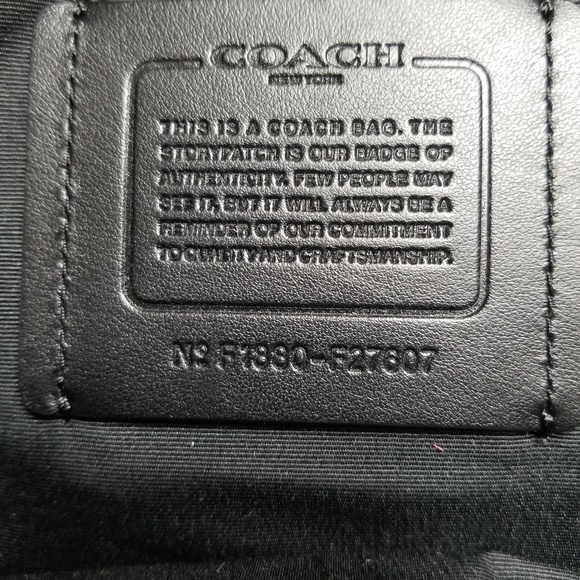 COACH
NEW YORK
THIS IS A COACH BAG. THE
STORYPATCH IS OUR BADGE OF
AUTHENTICITY. FEW PEOPLE MAY
SEE IT, BUT IT WILL ALWAYS BE A
REMINDER OF OUR COMMITMENT
TO QUALITY AND CRAFTSMANSHIP.
Nº F1880-F27607